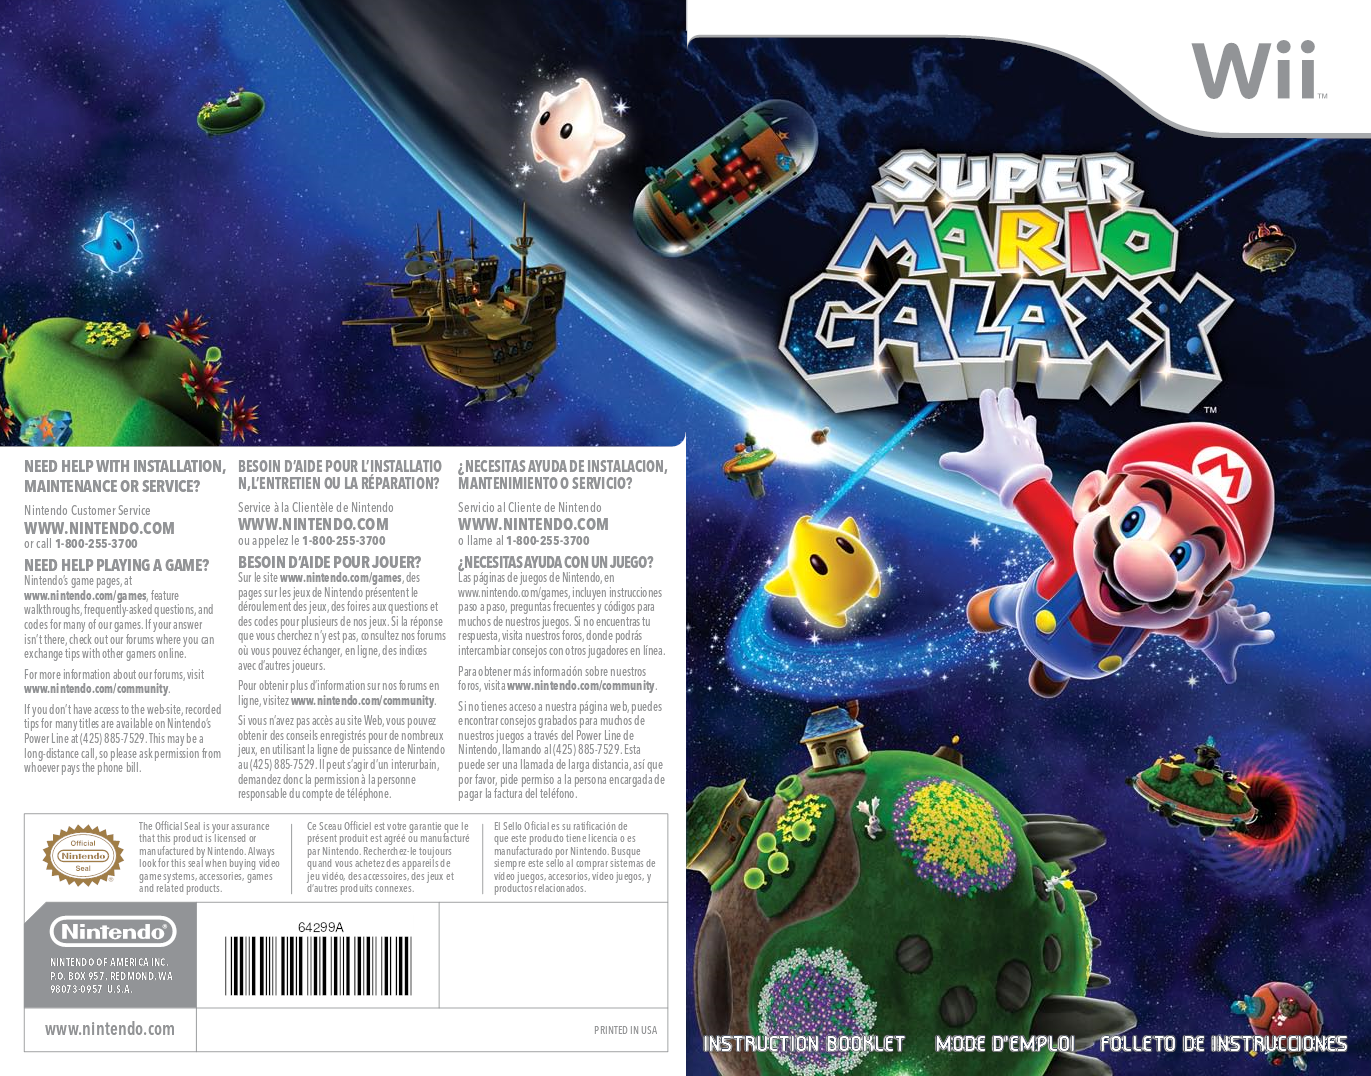 NEED HELP WITH INSTALLATION,
MAINTENANCE OR SERVICE?
Nintendo Customer Service
WWW.NINTENDO.COM
or call 1-800-255-3700
NEED HELP PLAYING A GAME?
Nintendo's game pages, at
www.nintendo.com/games, feature
walkthroughs, frequently-asked questions, and
codes for many of our games. If your answer
isn't there, check out our forums where you can
exchange tips with other gamers online.
For more information about our forums, visit
www.nintendo.com/community.
If you don't have access to the web-site, recorded
tips for many titles are available on Nintendo's
Power Line at (425) 885-7529. This may be a
long-distance call, so please ask permission from
whoever pays the phone bill.
BESOIN D'AIDE POUR L'INSTALLATIO
N,L'ENTRETIEN OU LA RÉPARATION?
Service à la Clientèle de Nintendo
WWW.NINTENDO.COM
ou appelez le 1-800-255-3700
BESOIN D'AIDE POUR JOUER?
Sur le site www.nintendo.com/games, des
pages sur les jeux de Nintendo présentent le
déroulement des jeux, des foires aux questions et
des codes pour plusieurs de nos jeux. Si la réponse
que vous cherchez n'y est pas, consultez nos forums
où vous pouvez échanger, en ligne, des indices
avec d'autres joueurs.
Pour obtenir plus d'information sur nos forums en
ligne, visitez www.nintendo.com/community.
Si vous n'avez pas accès au site Web, vous pouvez
obtenir des conseils enregistrés pour de nombreux
jeux, en utilisant la ligne de puissance de Nintendo
au (425) 885-7529. Il peut s'agir d'un interurbain,
demandez donc la permission à la personne
responsable du compte de téléphone.
¿NECESITAS AYUDA DE INSTALACION,
MANTENIMIENTO O SERVICIO?
Servicio al Cliente de Nintendo
WWW.NINTENDO.COM
o llame al 1-800-255-3700
¿NECESITAS AYUDA CON UN JUEGO?
Las páginas de juegos de Nintendo, en
www.nintendo.com/games, incluyen instrucciones
paso a paso, preguntas frecuentes y códigos para
muchos de nuestros juegos. Si no encuentras tu
respuesta, visita nuestros foros, donde podrás
intercambiar consejos con otros jugadores en línea.
Para obtener más información sobre nuestros
foros, visita www.nintendo.com/community.
Si no tienes acceso a nuestra página web, puedes
encontrar consejos grabados para muchos de
nuestros juegos a través del Power Line de
Nintendo, llamando al (425) 885-7529. Esta
puede ser una llamada de larga distancia, así que
por favor, pide permiso a la persona encargada de
pagar la factura del teléfono.
Official
Nintendo
Seal
®
The Official Seal is your assurance
that this product is licensed or
manufactured by Nintendo. Always
look for this seal when buying video
game systems, accessories, games
and related products.
Ce Sceau Officiel est votre garantie que le
présent produit est agréé ou manufacturé
par Nintendo. Recherchez-le toujours
quand vous achetez des appareils de
jeu vidéo, des accessoires, des jeux et
d'autres produits connexes.
El Sello Oficial es su ratificación de
que este producto tiene licencia o es
manufacturado por Nintendo. Busque
siempre este sello al comprar sistemas de
video juegos, accesorios, video juegos, y
productos relacionados.
Nintendo®
NINTENDO OF AMERICA INC.
P.O. BOX 957, REDMOND, WA
98073-0957 U.S.A.
64299A
www.nintendo.com
PRINTED IN USA
Wii™
SUPER
MARIO
GALAXY™
M
INSTRUCTION BOOKLET MODE D'EMPLOI FOLLETO DE INSTRUCCIONES